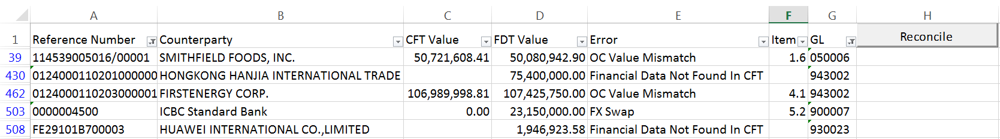 A B C D E F G H
1 Reference Number Counterparty CFT Value FDT Value Error Item GL Reconcile
39 114539005016/00001 SMITHFIELD FOODS, INC. 50,721,608.41 50,080,942.90 OC Value Mismatch 1.6 050006
430 0124000110201000000 HONGKONG HANJIA INTERNATIONAL TRADE 75,400,000.00 Financial Data Not Found In CFT 943002
462 0124000110203000001 FIRSTENERGY CORP. 106,989,998.81 107,425,750.00 OC Value Mismatch 4.1 943002
503 0000004500 ICBC Standard Bank 0.00 23,150,000.00 FX Swap 5.2 900007
508 FE29101B700003 HUAWEI INTERNATIONAL CO.,LIMITED 1,946,923.58 Financial Data Not Found In CFT 930023